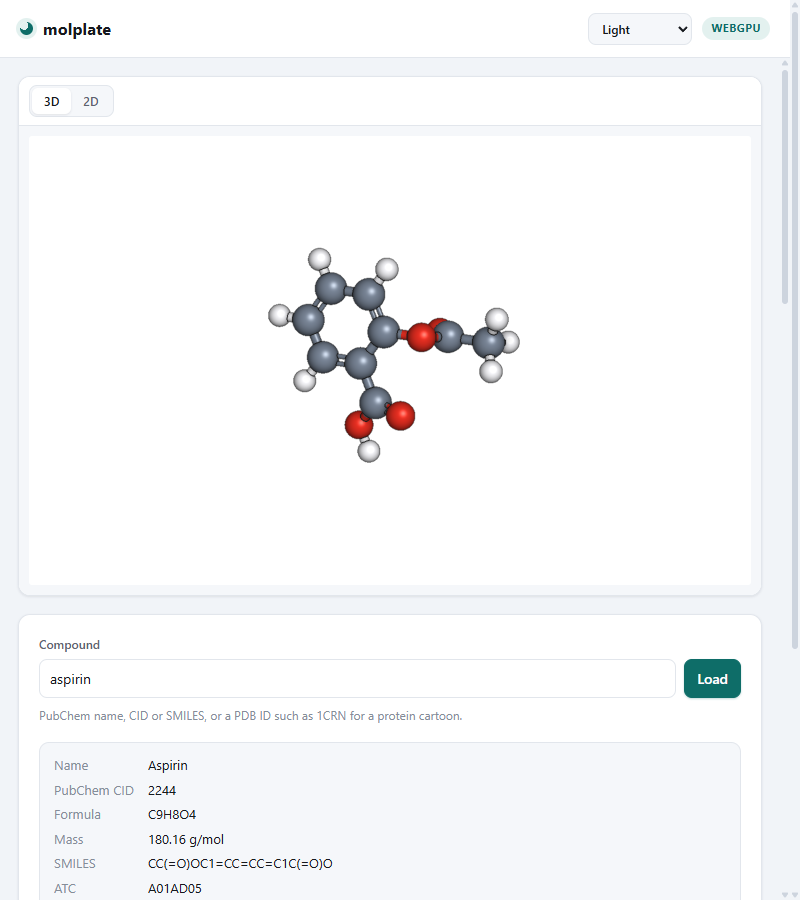 molplate
Light
WEBGPU
3D 2D
Compound
aspirin
Load
PubChem name, CID or SMILES, or a PDB ID such as 1CRN for a protein cartoon.
Name Aspirin
PubChem CID 2244
Formula C9H8O4
Mass 180.16 g/mol
SMILES CC(=O)OC1=CC=CC=C1C(=O)O
ATC A01AD05